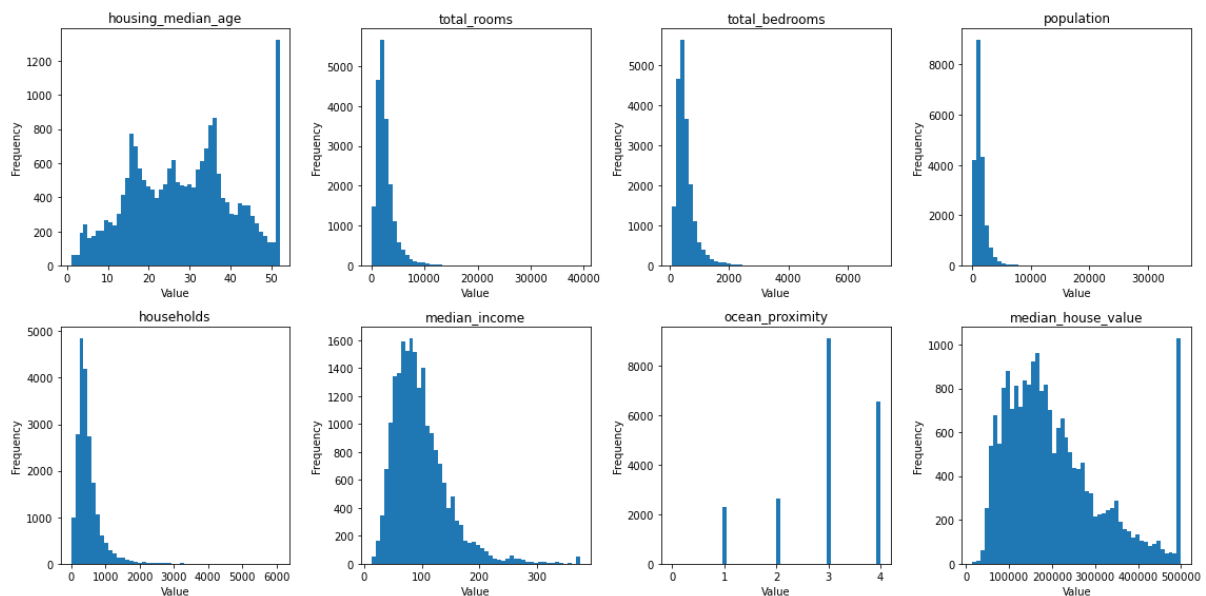 housing_median_age
total_rooms
total_bedrooms
population
Frequency
1200
1000
800
600
400
200
0
0 10 20 30 40 50
Value
Frequency
5000
4000
3000
2000
1000
0
0 10000 20000 30000 40000
Value
Frequency
5000
4000
3000
2000
1000
0
0 2000 4000 6000
Value
Frequency
8000
6000
4000
2000
0
0 10000 20000 30000
Value
households
median_income
ocean_proximity
median_house_value
Frequency
5000
4000
3000
2000
1000
0
0 1000 2000 3000 4000 5000 6000
Value
Frequency
1600
1400
1200
1000
800
600
400
200
0
0 100 200 300
Value
Frequency
8000
6000
4000
2000
0
0 1 2 3 4
Value
Frequency
1000
800
600
400
200
0
0 100000 200000 300000 400000 500000
Value